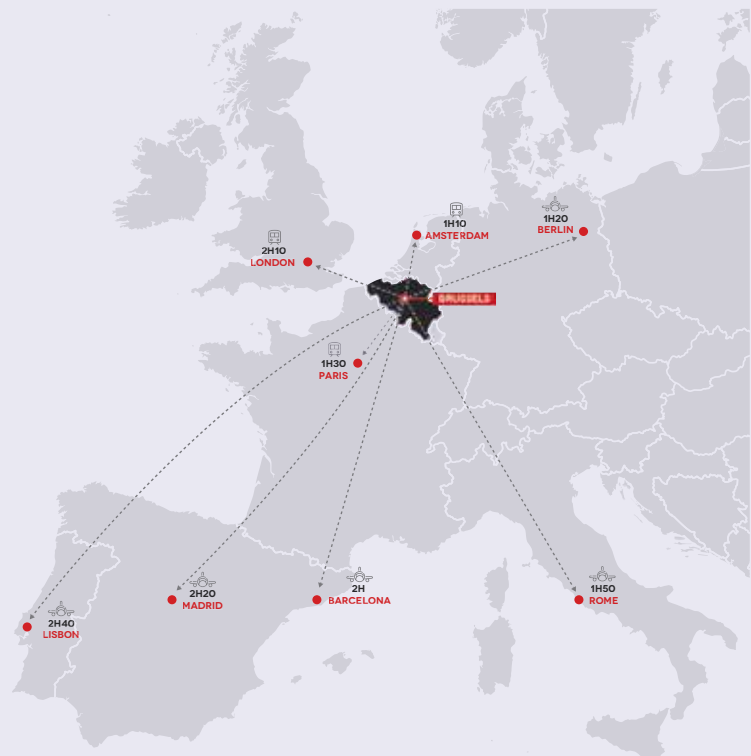 1H10
AMSTERDAM
1H20
BERLIN
2H10
LONDON
BRUSSELS
1H30
PARIS
2H20
MADRID
2H
BARCELONA
1H50
ROME
2H40
LISBON